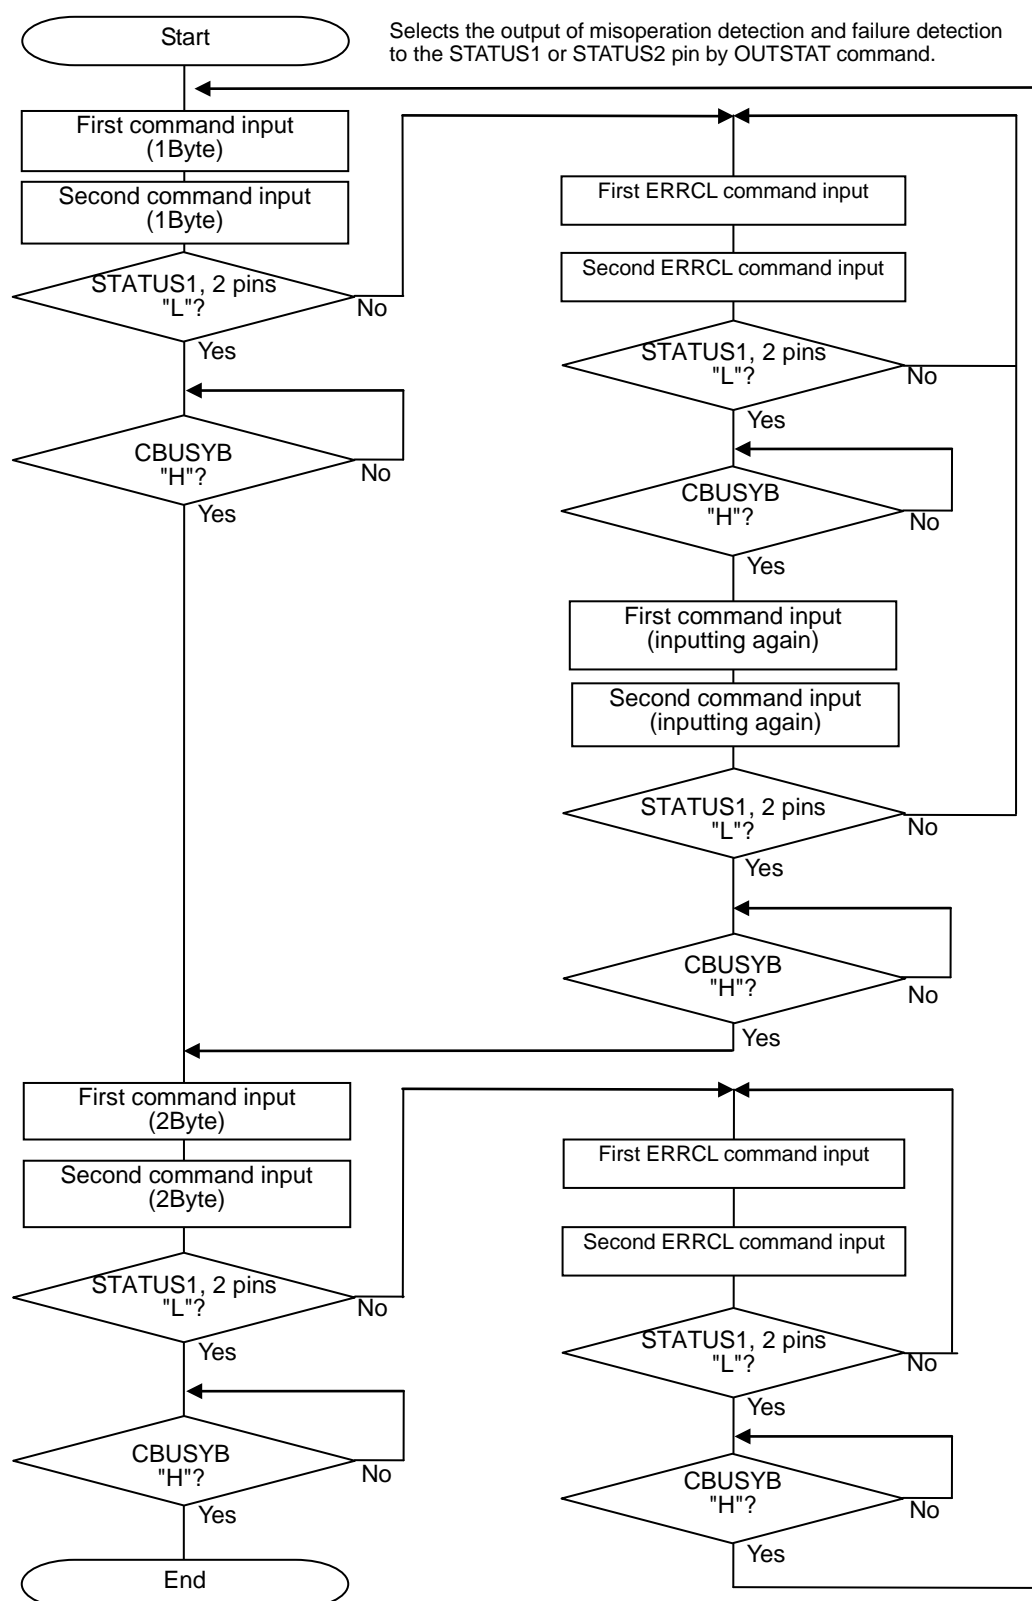 Start
Selects the output of misoperation detection and failure detection
to the STATUS1 or STATUS2 pin by OUTSTAT command.
First command input
(1Byte)
Second command input
(1Byte)
STATUS1, 2 pins
"L"?
No
Yes
CBUSYB
"H"?
No
Yes
First ERRCL command input
Second ERRCL command input
STATUS1, 2 pins
"L"?
No
Yes
CBUSYB
"H"?
No
Yes
First command input
(inputting again)
Second command input
(inputting again)
STATUS1, 2 pins
"L"?
No
Yes
CBUSYB
"H"?
No
Yes
First command input
(2Byte)
Second command input
(2Byte)
STATUS1, 2 pins
"L"?
No
Yes
CBUSYB
"H"?
No
Yes
End
First ERRCL command input
Second ERRCL command input
STATUS1, 2 pins
"L"?
No
Yes
CBUSYB
"H"?
No
Yes